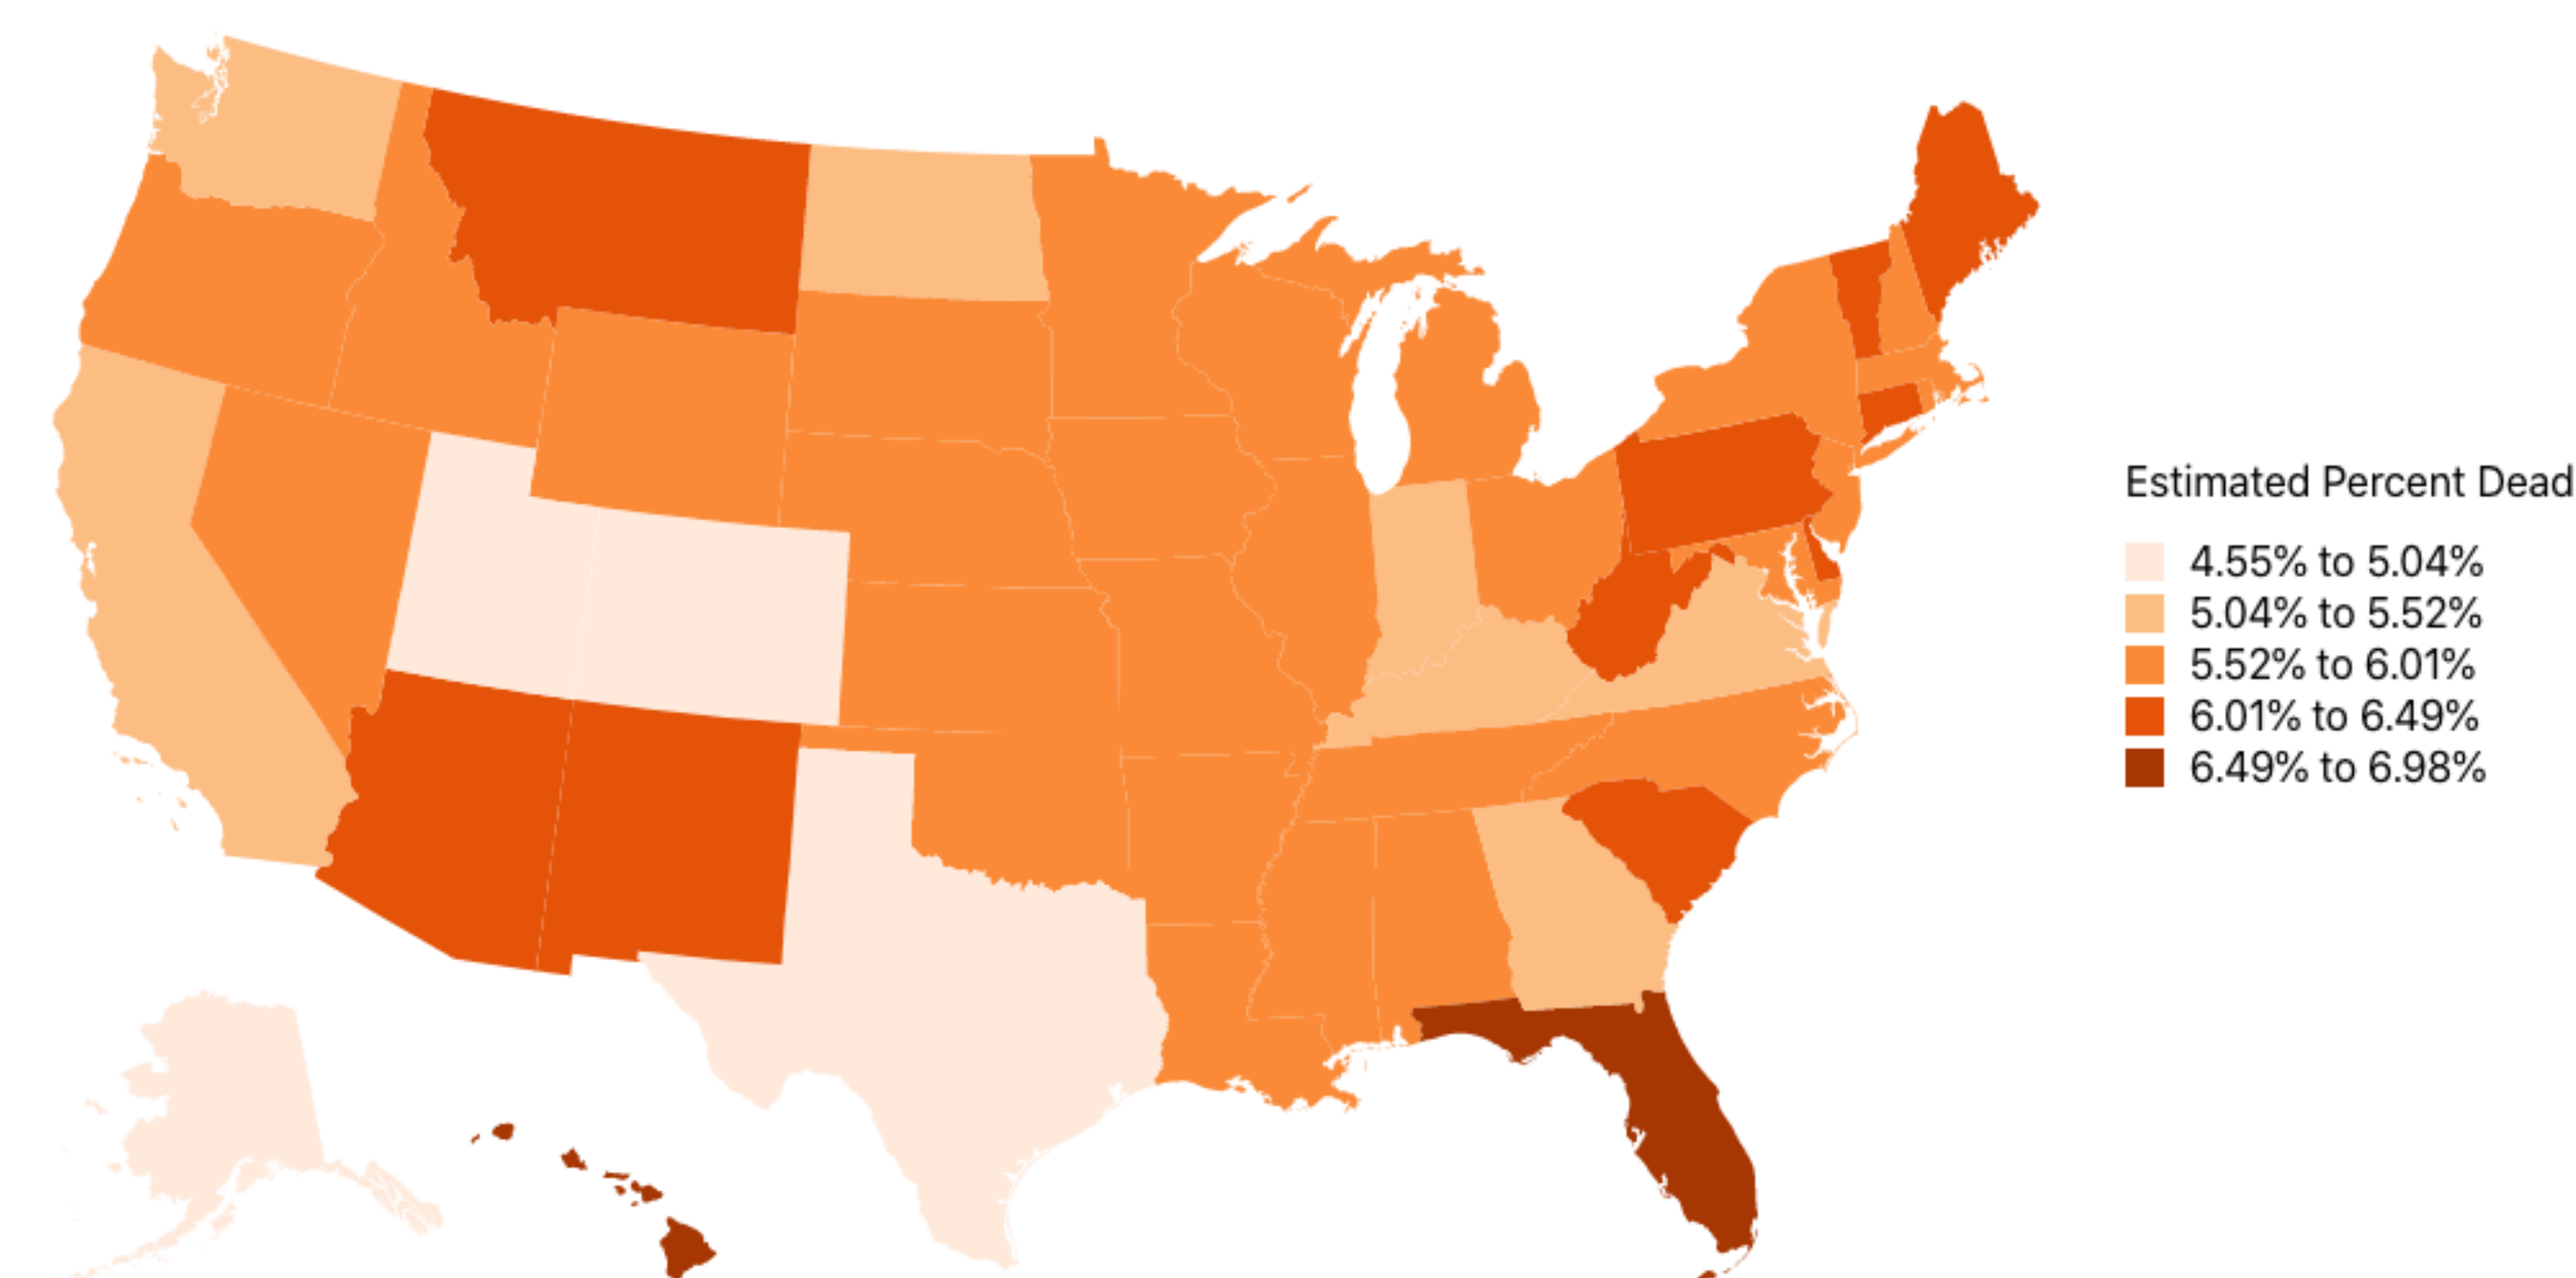 Estimated Percent Dead
4.55% to 5.04%
5.04% to 5.52%
5.52% to 6.01%
6.01% to 6.49%
6.49% to 6.98%